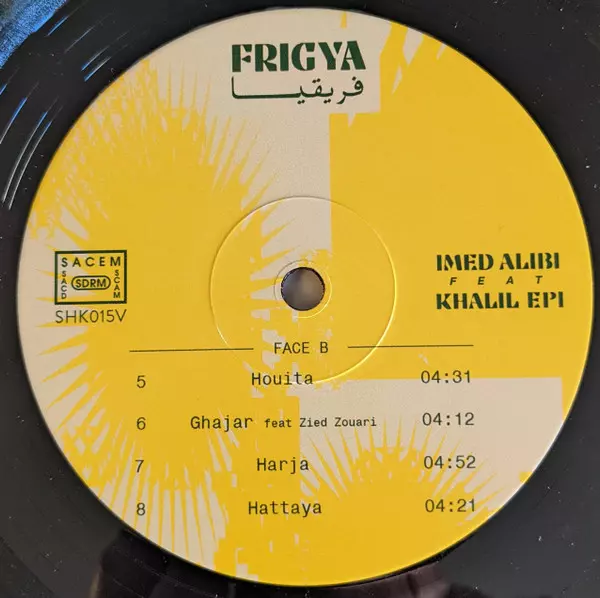 FRIGYA
فريقيا
SACEM
SACD
SDRM
SCAM
SHK015V
IMED ALIBI
FEAT
KHALIL EPI
FACE B
5 Houita 04:31
6 Ghajar feat Zied Zouari 04:12
7 Harja 04:52
8 Hattaya 04:21